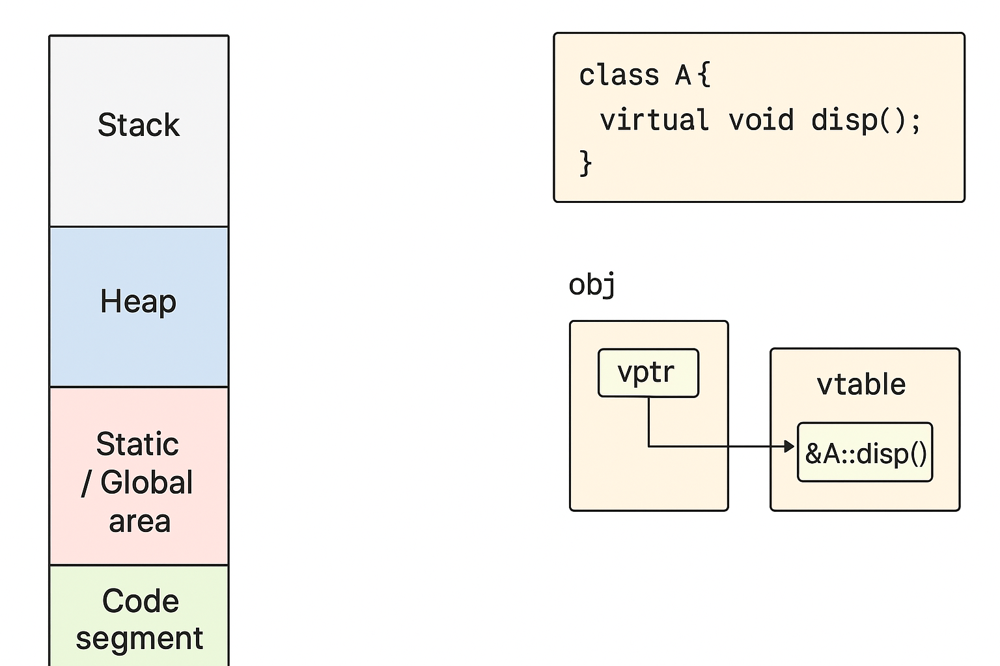 Stack
Heap
Static
/ Global
area
Code
segment
class A{
virtual void disp();
}
obj
vptr
vtable
&A::disp()